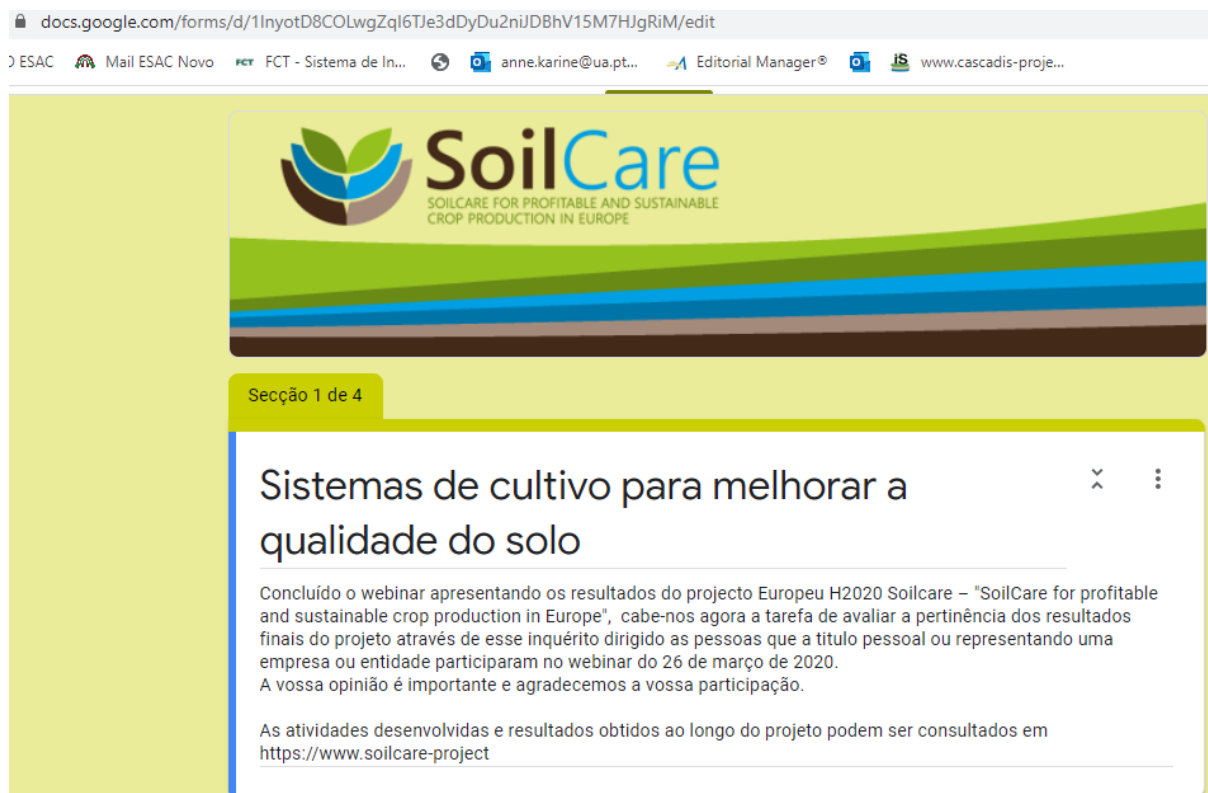 docs.google.com/forms/d/1InyotD8COLwgZqI6TJe3dDyDu2niJDBhV15M7HJgRiM/edit
ESAC Mail ESAC Novo FCT FCT - Sistema de In... anne.karine@ua.pt... Editorial Manager® iS www.cascadis-proje...
SoilCare
SOILCARE FOR PROFITABLE AND SUSTAINABLE
CROP PRODUCTION IN EUROPE
Secção 1 de 4
Sistemas de cultivo para melhorar a
qualidade do solo
Concluído o webinar apresentando os resultados do projecto Europeu H2020 Soilcare – "SoilCare for profitable
and sustainable crop production in Europe", cabe-nos agora a tarefa de avaliar a pertinência dos resultados
finais do projeto através de esse inquérito dirigido as pessoas que a titulo pessoal ou representando uma
empresa ou entidade participaram no webinar do 26 de março de 2020.
A vossa opinião é importante e agradecemos a vossa participação.
As atividades desenvolvidas e resultados obtidos ao longo do projeto podem ser consultados em
https://www.soilcare-project